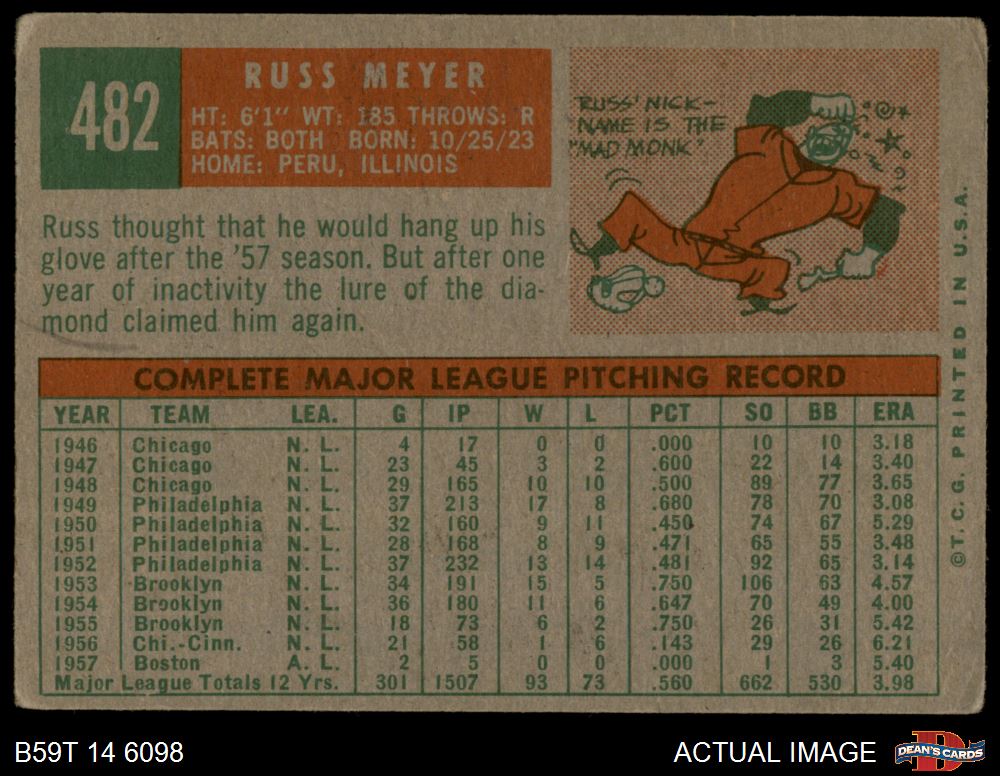 482
RUSS MEYER
HT: 6'1" WT: 185 THROWS: R
BATS: BOTH BORN: 10/25/23
HOME: PERU, ILLINOIS
RUSS' NICK-
NAME IS THE
"MAD MONK"
Russ thought that he would hang up his
glove after the '57 season. But after one
year of inactivity the lure of the dia-
mond claimed him again.
COMPLETE MAJOR LEAGUE PITCHING RECORD
YEAR TEAM LEA. G IP W L PCT SO BB ERA
1946 Chicago N. L. 4 17 0 0 .000 10 10 3.18
1947 Chicago N. L. 23 45 3 2 .600 22 14 3.40
1948 Chicago N. L. 29 165 10 10 .500 89 77 3.65
1949 Philadelphia N. L. 37 213 17 8 .680 78 70 3.08
1950 Philadelphia N. L. 32 160 9 11 .450 74 67 5.29
1951 Philadelphia N. L. 28 168 8 9 .471 65 55 3.48
1952 Philadelphia N. L. 37 232 13 14 .481 92 65 3.14
1953 Brooklyn N. L. 34 191 15 5 .750 106 63 4.57
1954 Brooklyn N. L. 36 180 11 6 .647 70 49 4.00
1955 Brooklyn N. L. 18 73 6 2 .750 26 31 5.42
1956 Chi.-Cinn. N. L. 21 58 1 6 .143 29 26 6.21
1957 Boston A. L. 2 5 0 0 .000 1 3 5.40
Major League Totals 12 Yrs. 301 1507 93 73 .560 662 530 3.98
©T.C.G. PRINTED IN U.S.A.
B59T 14 6098
ACTUAL IMAGE
D
DEAN'S CARDS